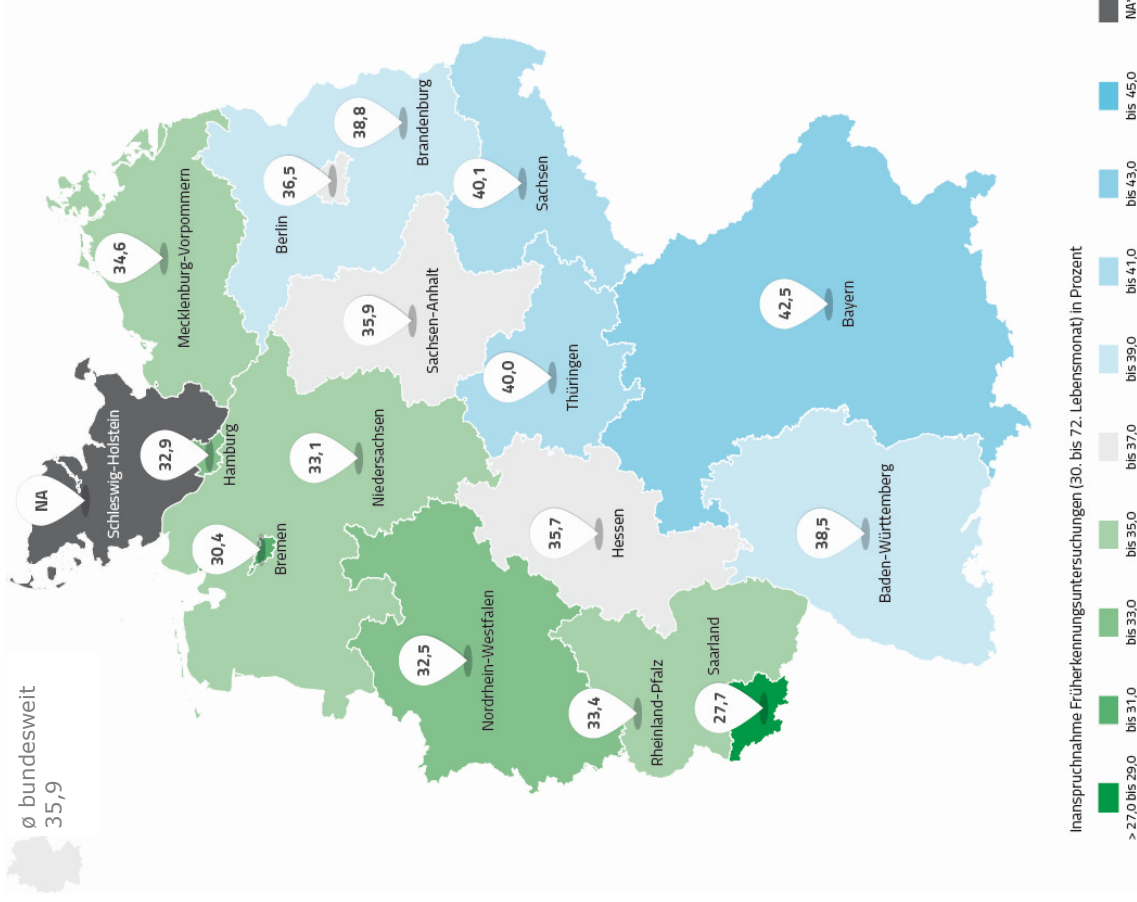 ø bundesweit
35,9
NA
Schleswig-Holstein
32,9
Hamburg
34,6
Mecklenburg-Vorpommern
30,4
Bremen
33,1
Niedersachsen
36,5
Berlin
38,8
Brandenburg
35,9
Sachsen-Anhalt
32,5
Nordrhein-Westfalen
40,1
Sachsen
40,0
Thüringen
35,7
Hessen
33,4
Rheinland-Pfalz
27,7
Saarland
42,5
Bayern
38,5
Baden-Württemberg
Inanspruchnahme Früherkennungsuntersuchungen (30. bis 72. Lebensmonat) in Prozent
> 27,0 bis 29,0
bis 31,0
bis 33,0
bis 35,0
bis 37,0
bis 39,0
bis 41,0
bis 43,0
bis 45,0
NA*